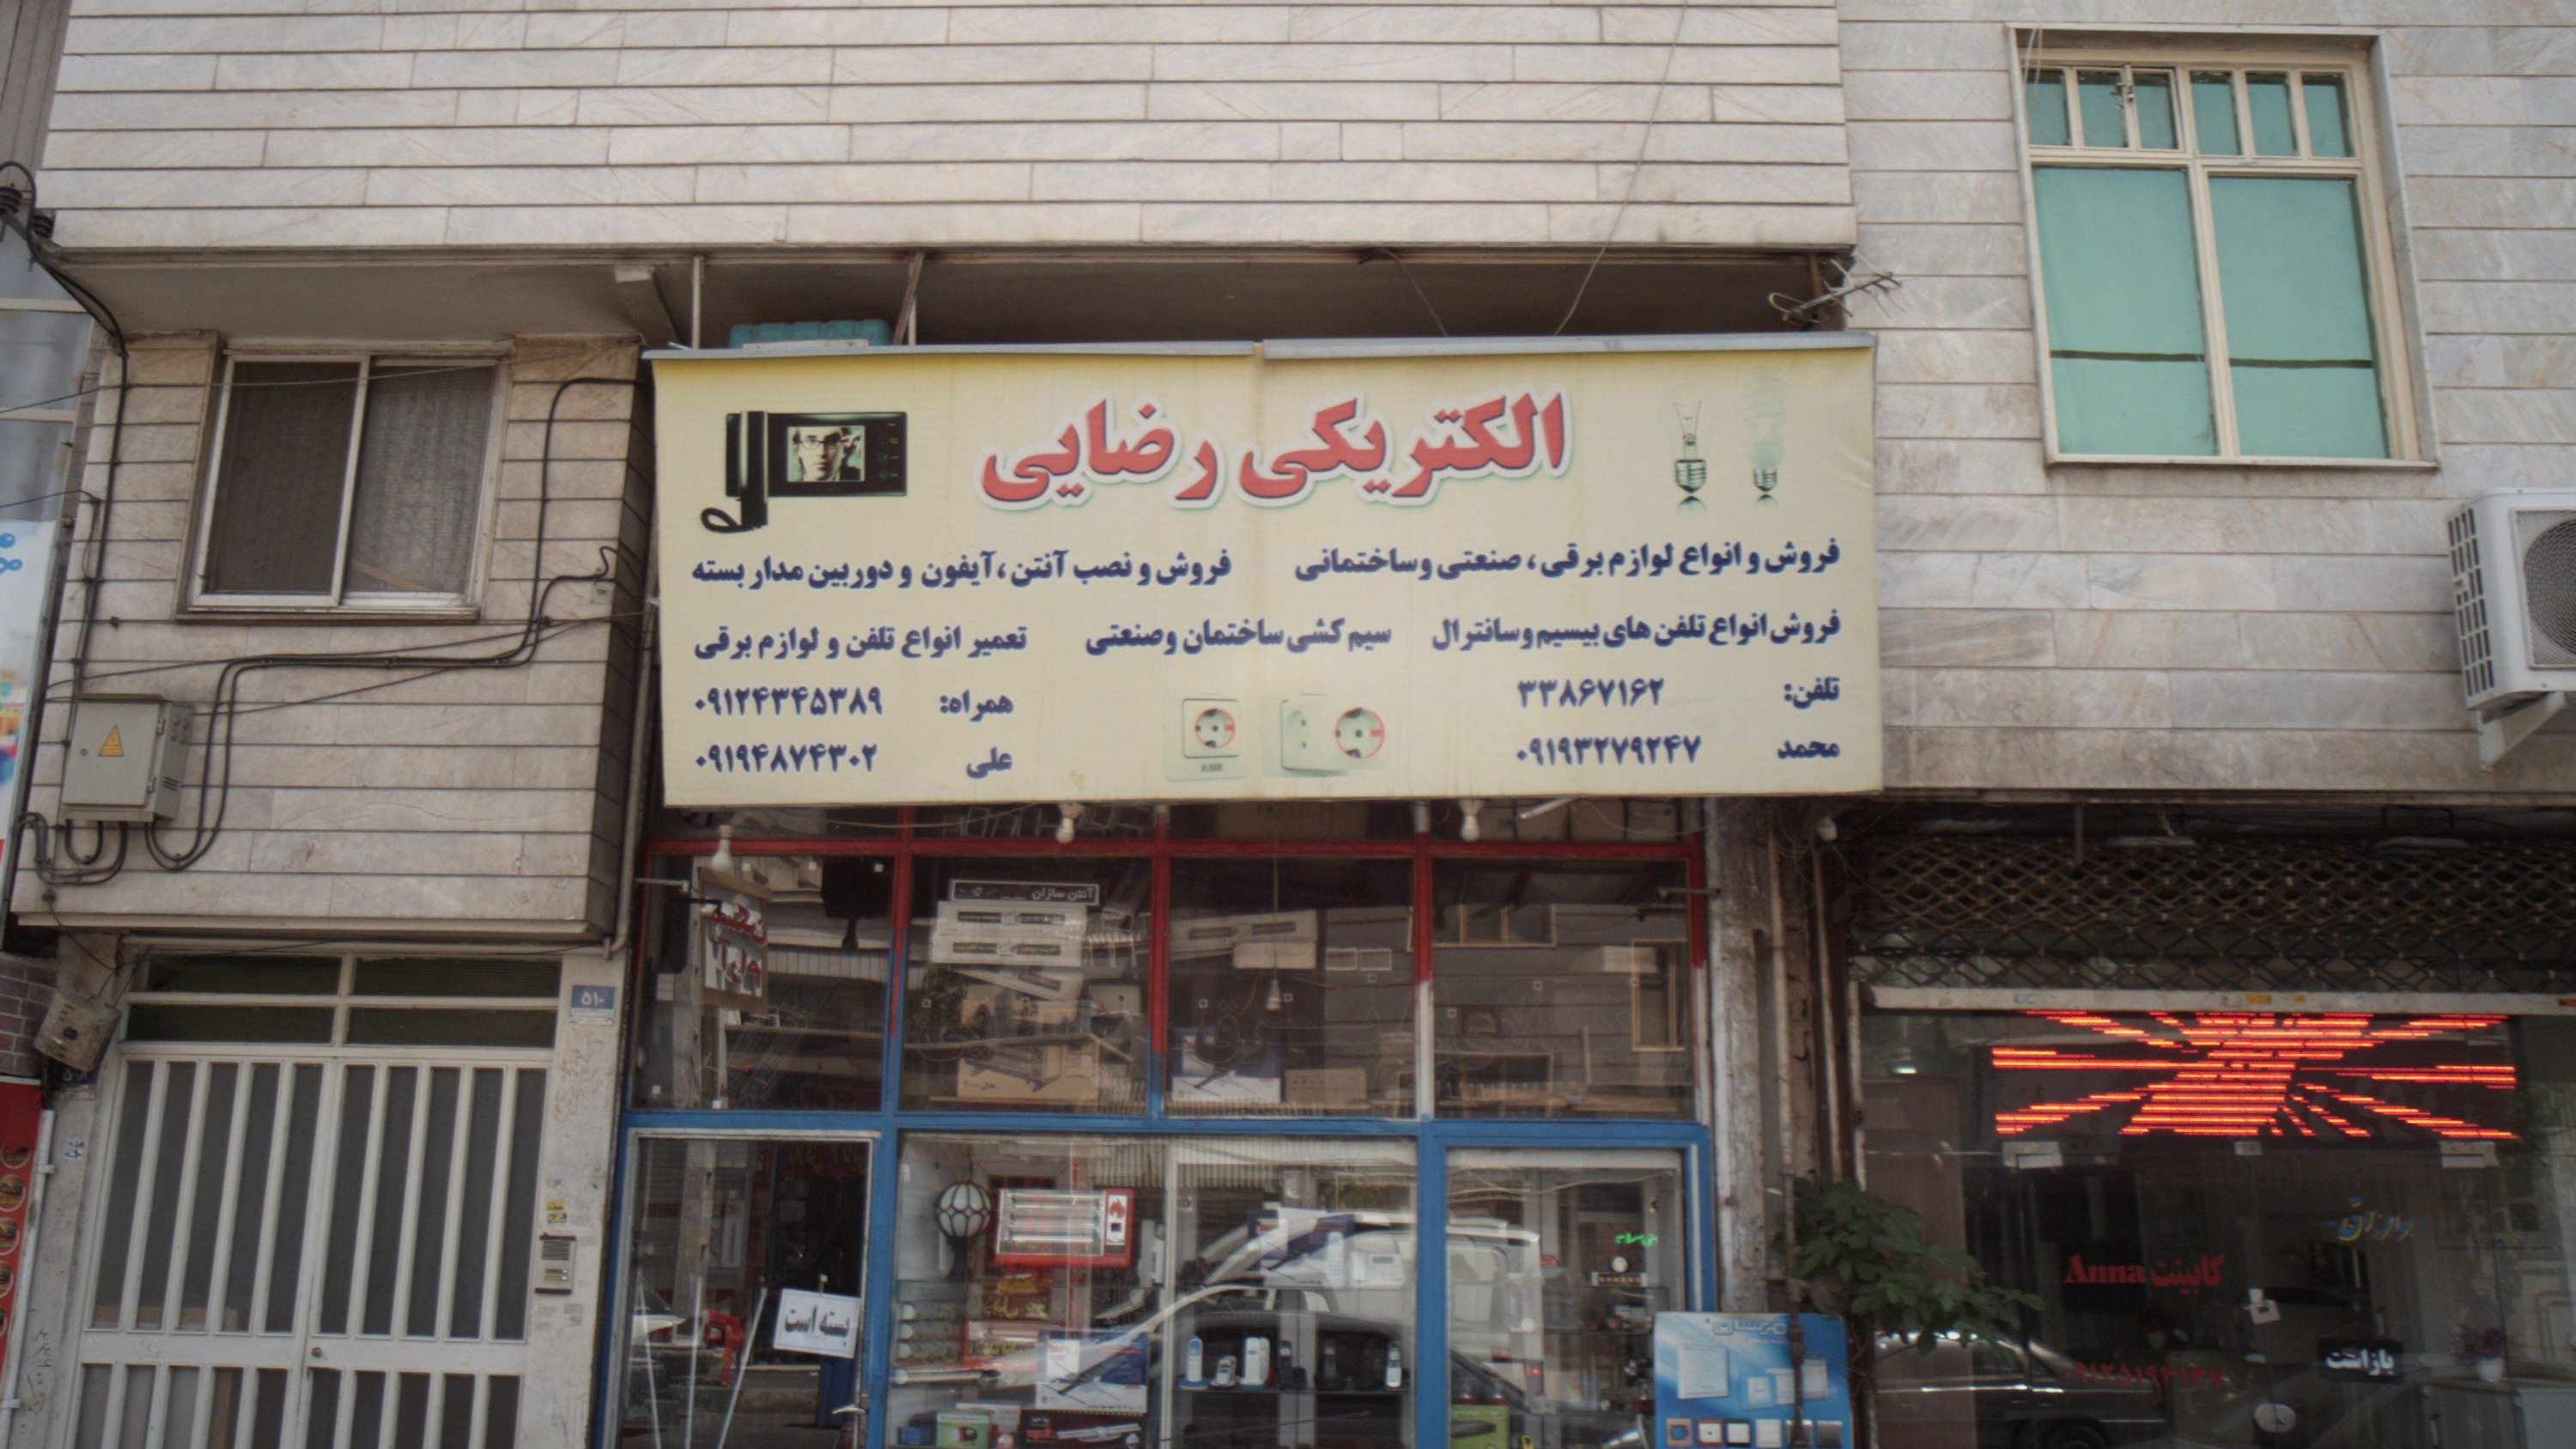 الکتریکی رضایی
فروش و انواع لوازم برقی ، صنعتی و ساختمانی
فروش و نصب آنتن ، آیفون و دوربین مدار بسته
فروش انواع تلفن های بیسیم و سانترال
سیم کشی ساختمان و صنعتی
تعمیر انواع تلفن و لوازم برقی
تلفن: ۳۳۸۶۷۱۶۲
همراه: ۰۹۱۲۴۳۴۵۳۸۹
محمد ۰۹۱۹۳۲۷۹۲۴۷
علی ۰۹۱۹۴۸۷۴۳۰۲
آنتن سازان
۵۱۰
بسته است
کابینت Anna
باز است